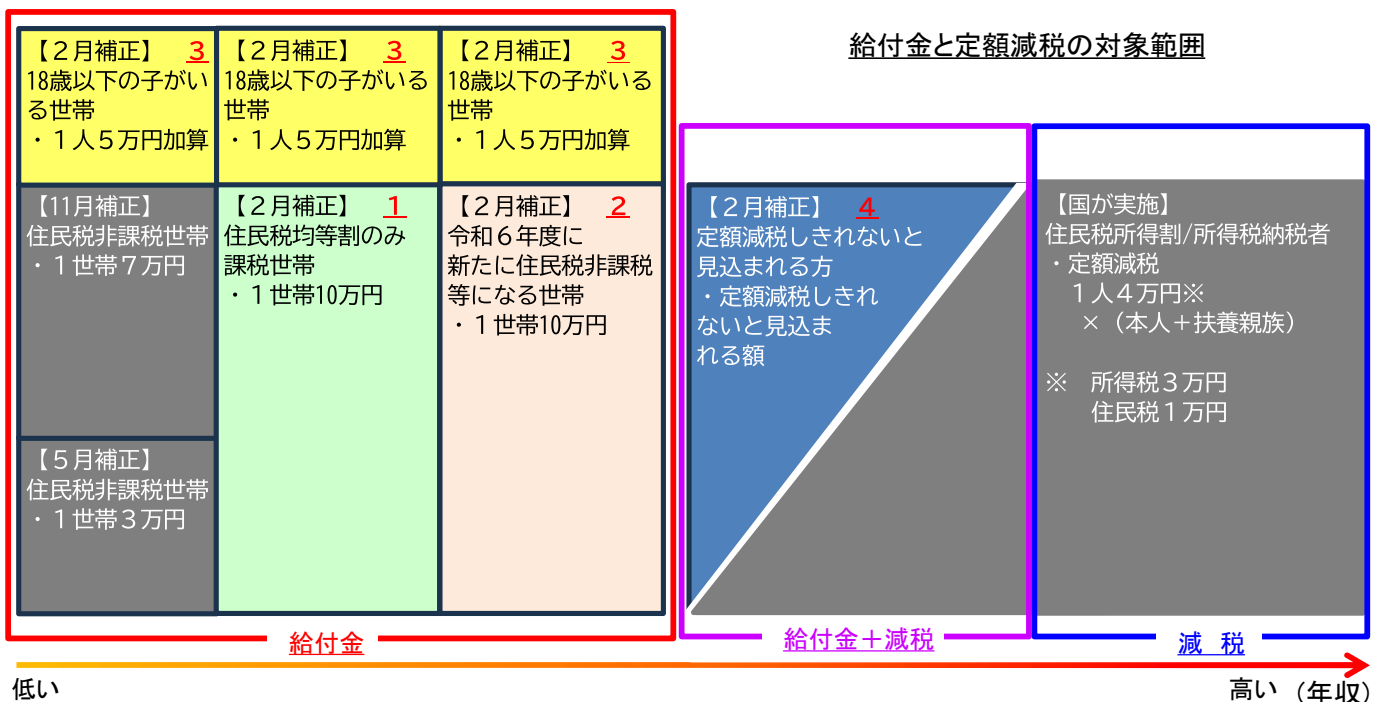 給付金と定額減税の対象範囲
【２月補正】 3
18歳以下の子がい
る世帯
・１人５万円加算
【２月補正】 3
18歳以下の子がいる
世帯
・１人５万円加算
【２月補正】 3
18歳以下の子がいる
世帯
・１人５万円加算
【11月補正】
住民税非課税世帯
・１世帯７万円
【５月補正】
住民税非課税世帯
・１世帯３万円
【２月補正】 1
住民税均等割のみ
課税世帯
・１世帯10万円
【２月補正】 2
令和６年度に
新たに住民税非課税
等になる世帯
・１世帯10万円
【２月補正】 4
定額減税しきれないと
見込まれる方
・定額減税しきれ
ないと見込ま
れる額
【国が実施】
住民税所得割/所得税納税者
・定額減税
１人４万円※
×（本人＋扶養親族）
※ 所得税３万円
住民税１万円
給付金
給付金＋減税
減 税
低い
高い （年収）